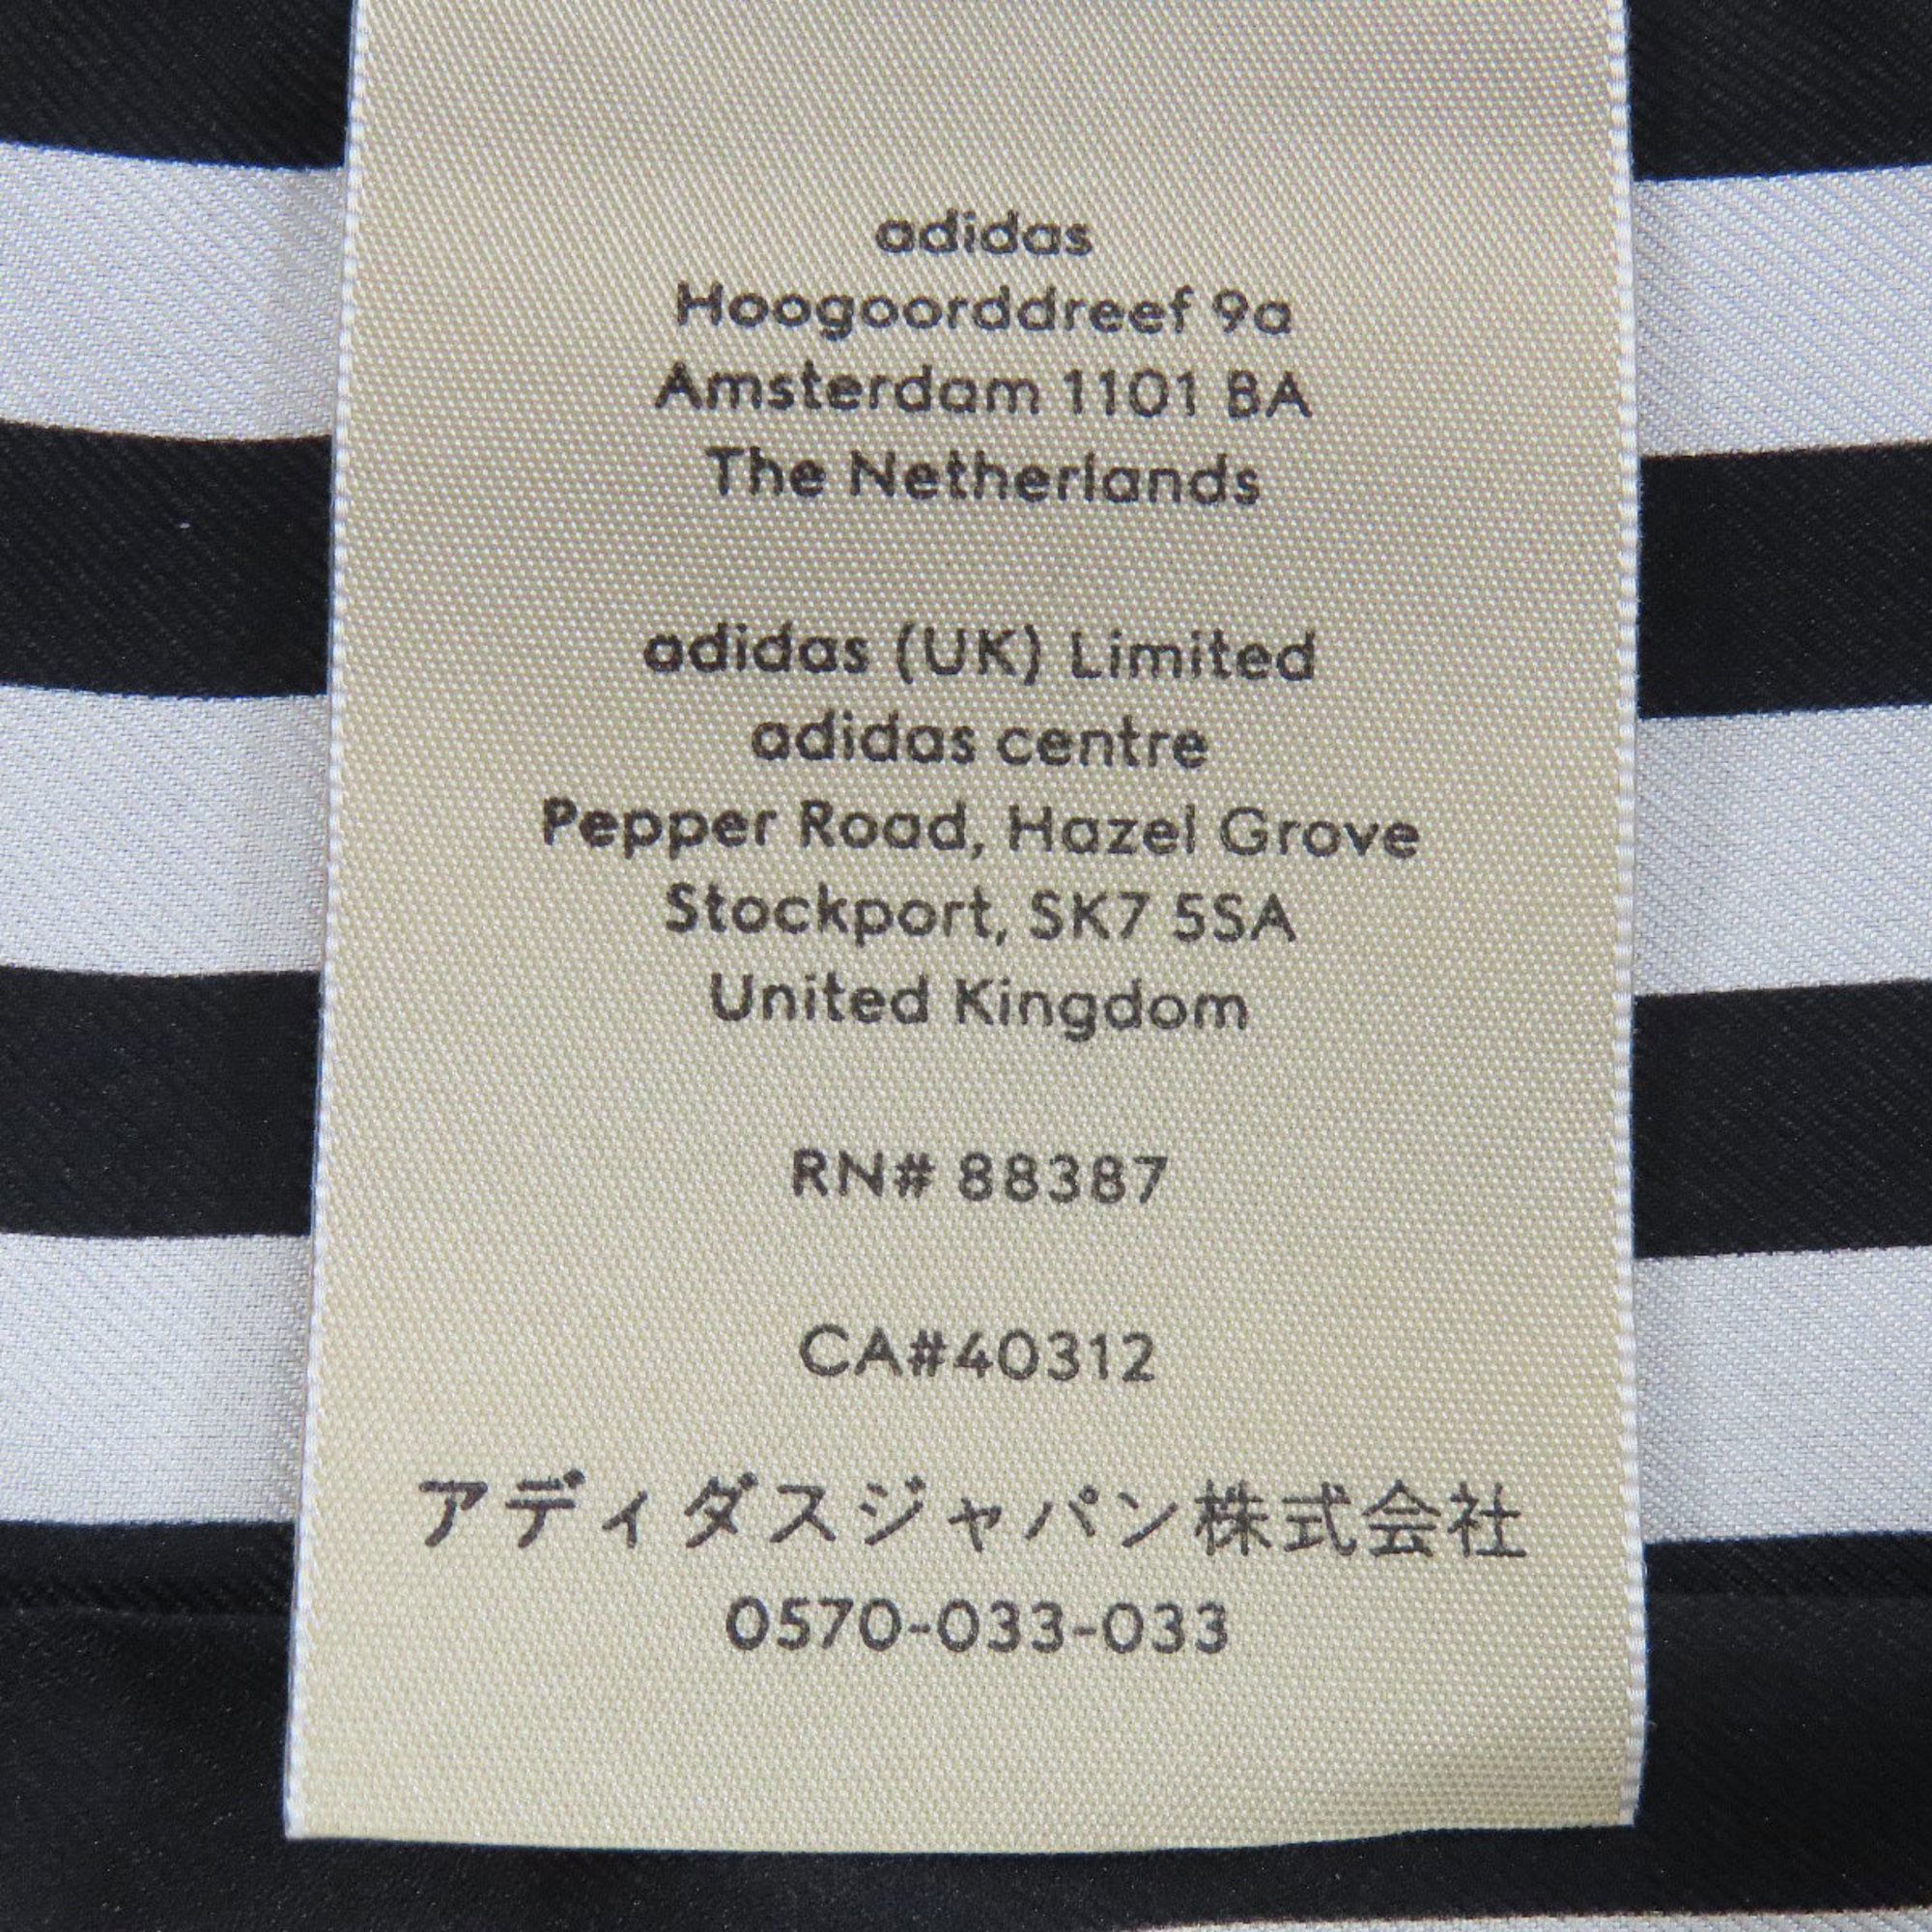 adidas
Hoogoorddreef 9a
Amsterdam 1101 BA
The Netherlands
adidas (UK) Limited
adidas centre
Pepper Road, Hazel Grove
Stockport, SK7 5SA
United Kingdom
RN# 88387
CA#40312
アディダスジャパン株式会社
0570-033-033